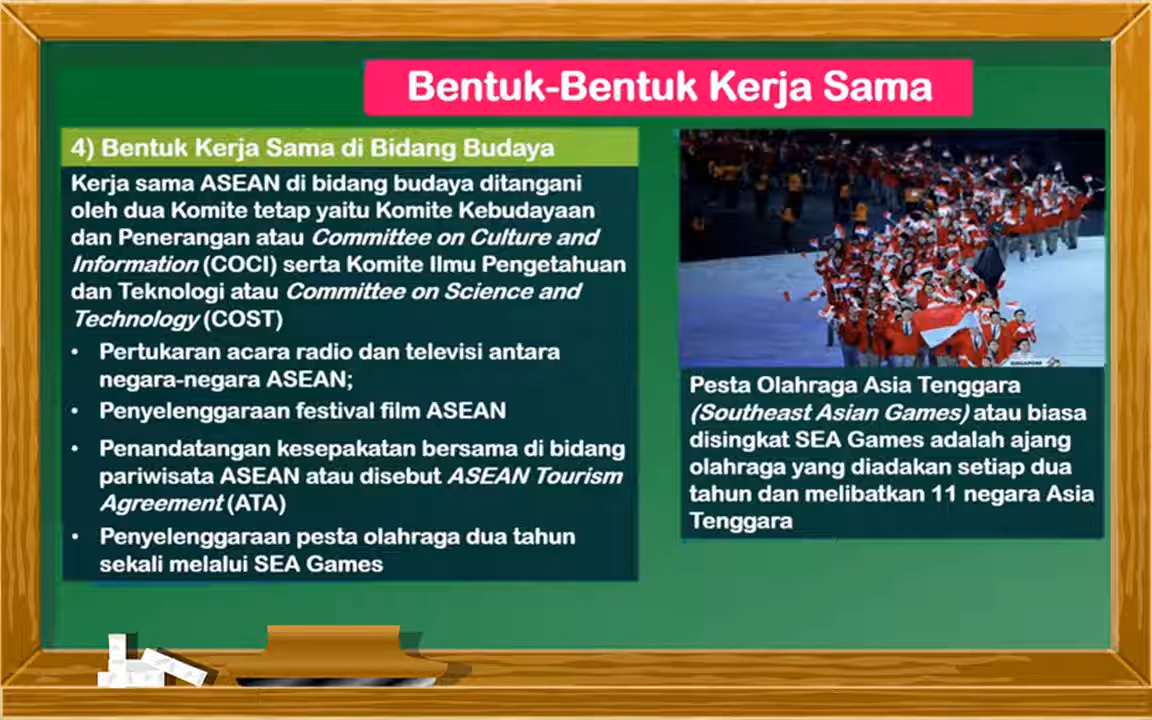 Bentuk-Bentuk Kerja Sama
4) Bentuk Kerja Sama di Bidang Budaya
Kerja sama ASEAN di bidang budaya ditangani
oleh dua Komite tetap yaitu Komite Kebudayaan
dan Penerangan atau Committee on Culture and
Information (COCI) serta Komite Ilmu Pengetahuan
dan Teknologi atau Committee on Science and
Technology (COST)
• Pertukaran acara radio dan televisi antara
negara-negara ASEAN;
• Penyelenggaraan festival film ASEAN
• Penandatangan kesepakatan bersama di bidang
pariwisata ASEAN atau disebut ASEAN Tourism
Agreement (ATA)
• Penyelenggaraan pesta olahraga dua tahun
sekali melalui SEA Games
SINGAPORE
Pesta Olahraga Asia Tenggara
(Southeast Asian Games) atau biasa
disingkat SEA Games adalah ajang
olahraga yang diadakan setiap dua
tahun dan melibatkan 11 negara Asia
Tenggara